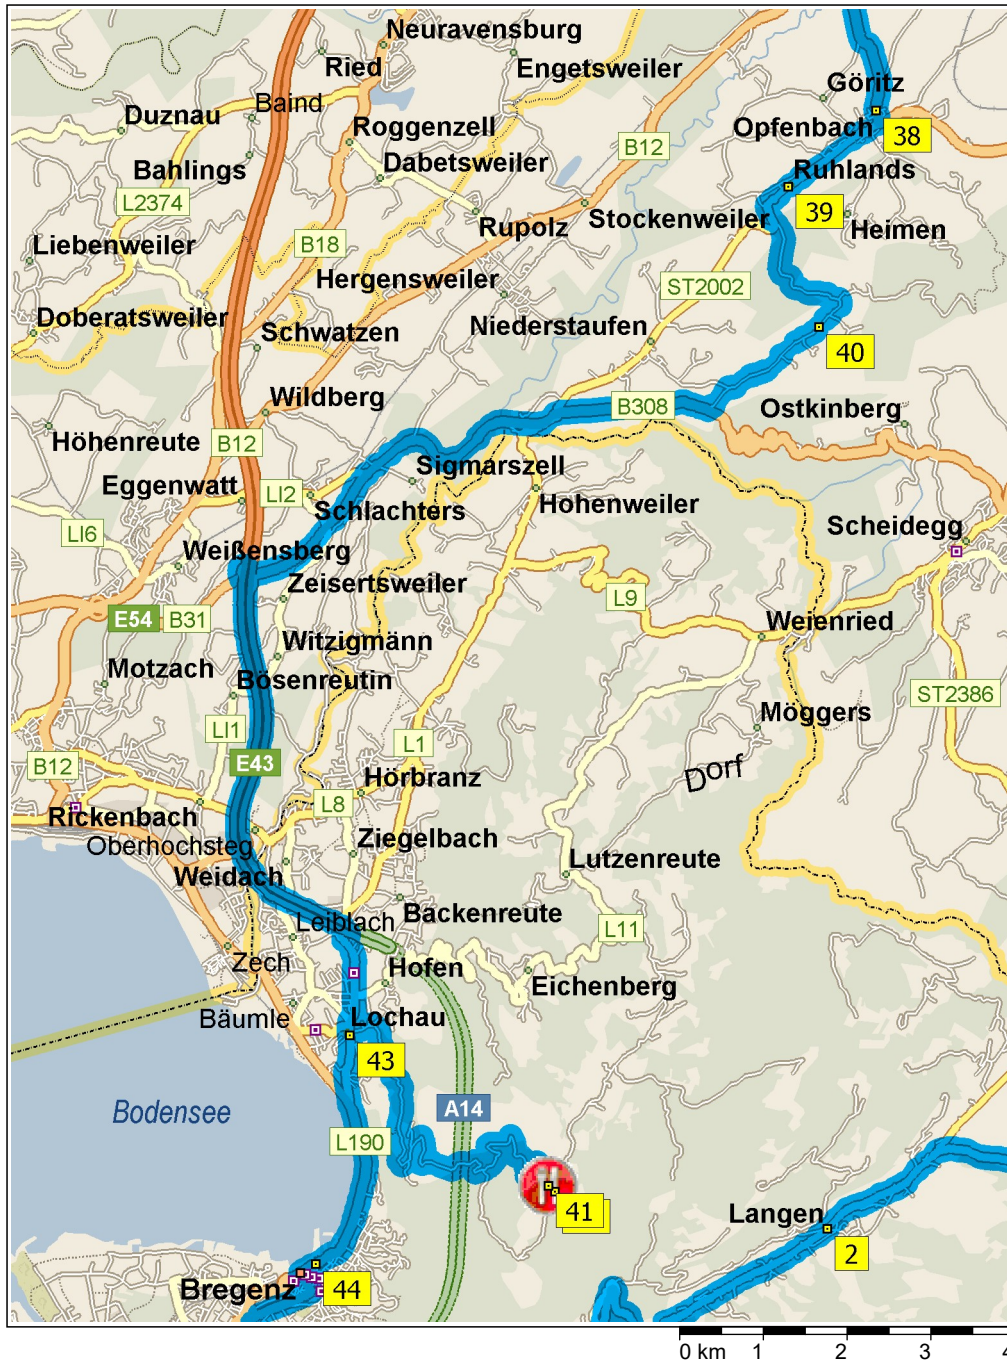 Neuravensburg
Ried
Engetsweiler
Göritz
Duznau
Baind
Roggenzell
Opfenbach
38
B12
Bahlings
Dabetsweiler
Ruhlands
L2374
39
Rupolz
Stockenweiler
Heimen
Liebenweiler
B18
Hergensweiler
ST2002
Doberatsweiler
Schwatzen
Niederstaufen
40
Wildberg
B308
Ostkinberg
Höhenreute
B12
Sigmarszell
Eggenwatt
LI2
Schlachters
Hohenweiler
LI6
Scheidegg
Weißensberg
Zeisertsweiler
L9
E54
B31
Weienried
Witzigmänn
Motzach
Bösenreutin
ST2386
Möggers
LI1
L1
B12
E43
Dorf
Hörbranz
L8
Rickenbach
Oberhochsteg
Ziegelbach
Weidach
Lutzenreute
Backenreute
Leiblach
L11
Zech
Hofen
Eichenberg
Bäumle
Lochau
43
Bodensee
A14
L190
41
Langen
2
Bregenz
44
0 km 1 2 3 4